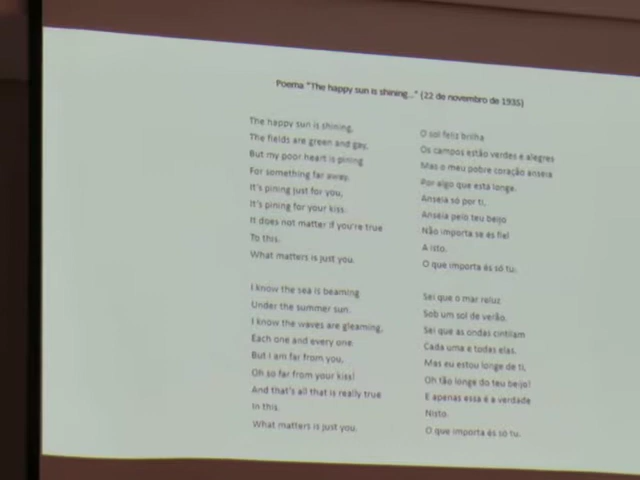 Poema "The happy sun is shining..." (22 de novembro de 1935)
The happy sun is shining,
The fields are green and gay,
But my poor heart is pining
For something far away.
It's pining just for you,
It's pining for your kiss.
It does not matter if you're true
To this.
What matters is just you.
I know the sea is beaming
Under the summer sun.
I know the waves are gleaming,
Each one and every one.
But I am far from you,
Oh so far from your kiss!
And that's all that is really true
In this.
What matters is just you.
O sol feliz brilha
Os campos estão verdes e alegres
Mas o meu pobre coração anseia
Por algo que esta longe.
Anseia só por ti,
Anseia pelo teu beijo
Não importa se és fiel
A isto.
O que importa és só tu.
Sei que o mar reluz
Sob um sol de verão.
Sei que as ondas cintilam
Cada uma e todas elas.
Mas eu estou longe de ti,
Oh tão longe do teu beijo!
E apenas essa é a verdade
Nisto.
O que importa és só tu.